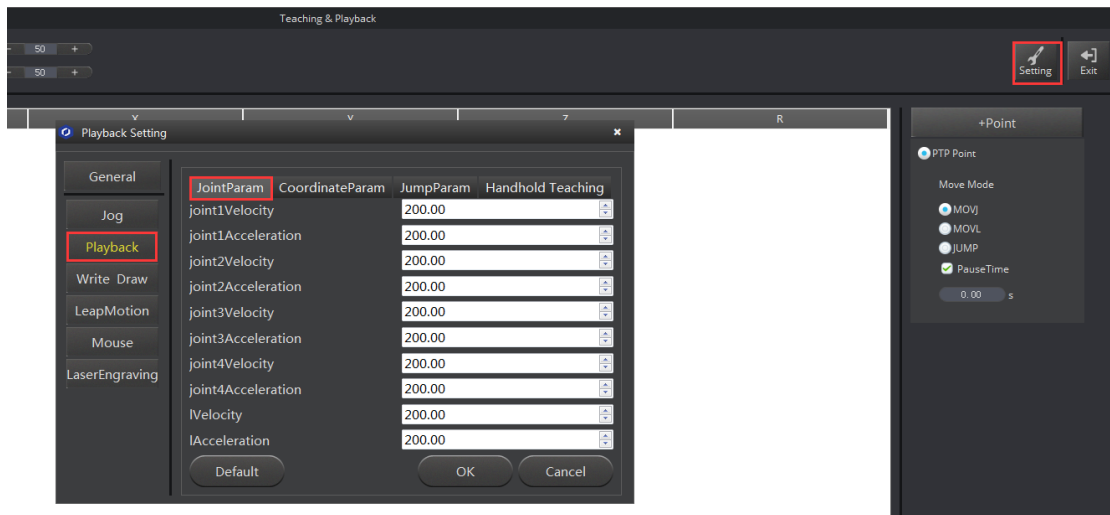 Teaching & Playback
- 50 +
- 50 +
Setting
Exit
X
Y
Z
R
Playback Setting
General
Jog
Playback
Write Draw
LeapMotion
Mouse
LaserEngraving
JointParam CoordinateParam JumpParam Handhold Teaching
joint1Velocity 200.00
joint1Acceleration 200.00
joint2Velocity 200.00
joint2Acceleration 200.00
joint3Velocity 200.00
joint3Acceleration 200.00
joint4Velocity 200.00
joint4Acceleration 200.00
lVelocity 200.00
lAcceleration 200.00
Default OK Cancel
+Point
PTP Point
Move Mode
MOVJ
MOVL
JUMP
PauseTime
0.00 s